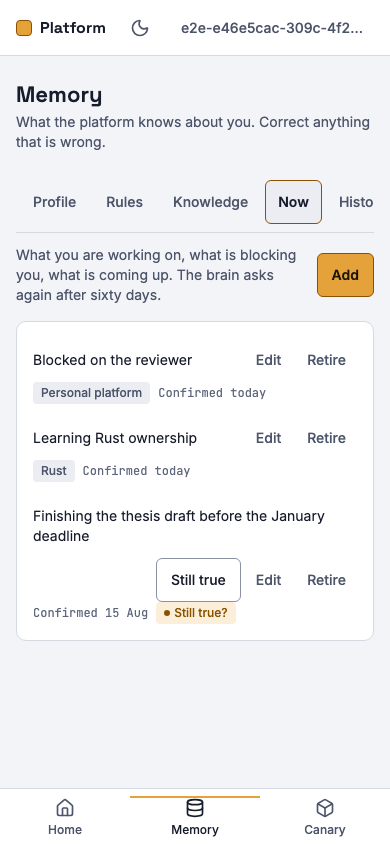 Platform
e2e-e46e5cac-309c-4f2...
Memory
What the platform knows about you. Correct anything
that is wrong.
Profile Rules Knowledge Now Histo
What you are working on, what is blocking
you, what is coming up. The brain asks
again after sixty days.
Add
Blocked on the reviewer Edit Retire
Personal platform Confirmed today
Learning Rust ownership Edit Retire
Rust Confirmed today
Finishing the thesis draft before the January
deadline
Still true Edit Retire
Confirmed 15 Aug Still true?
Home Memory Canary